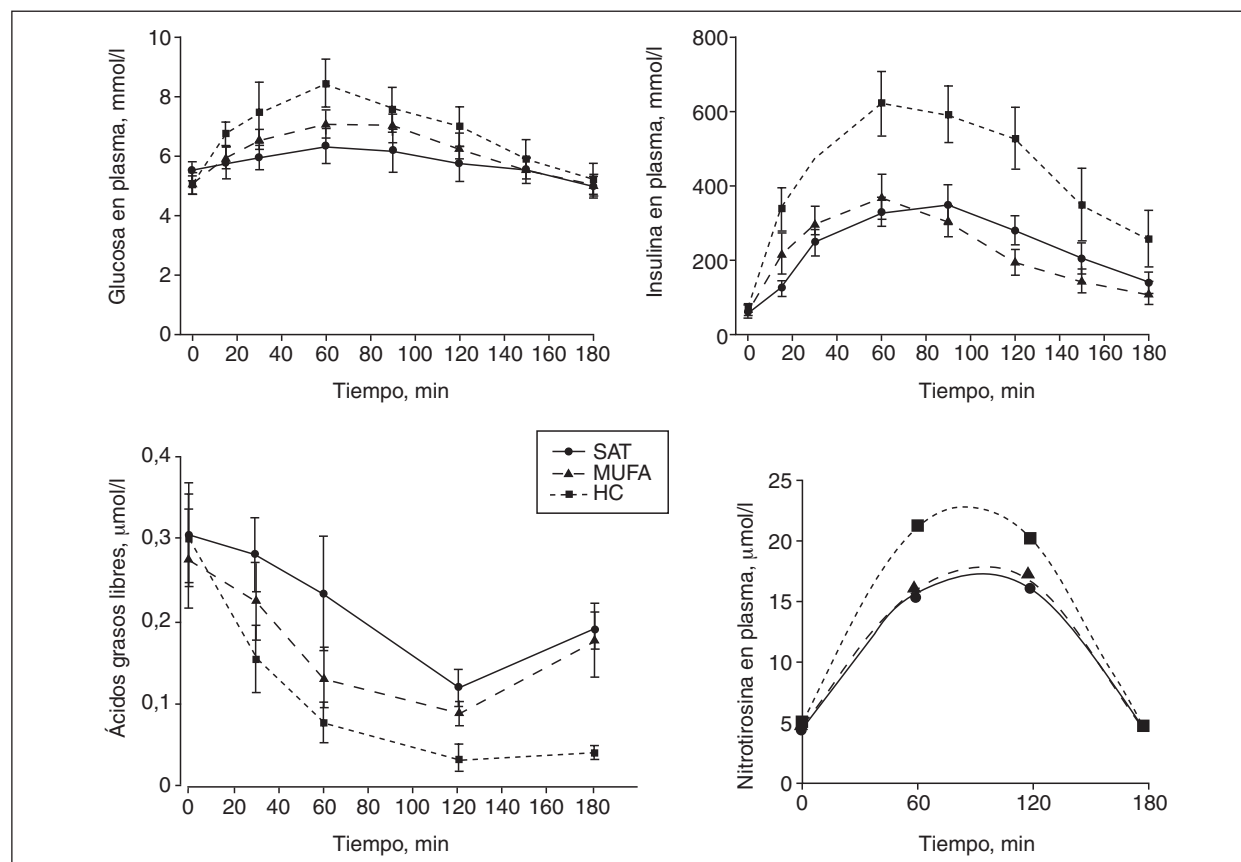 Glucosa en plasma, mmol/l
10
8
6
4
2
0
0 20 40 60 80 100 120 140 160 180
Tiempo, min
Insulina en plasma, mmol/l
800
600
400
200
0
0 20 40 60 80 100 120 140 160 180
Tiempo, min
Ácidos grasos libres, μmol/l
0,4
0,3
0,2
0,1
0
0 20 40 60 80 100 120 140 160 180
Tiempo, min
SAT
MUFA
HC
Nitrotirosina en plasma, μmol/l
25
20
15
10
5
0
0 60 120 180
Tiempo, min